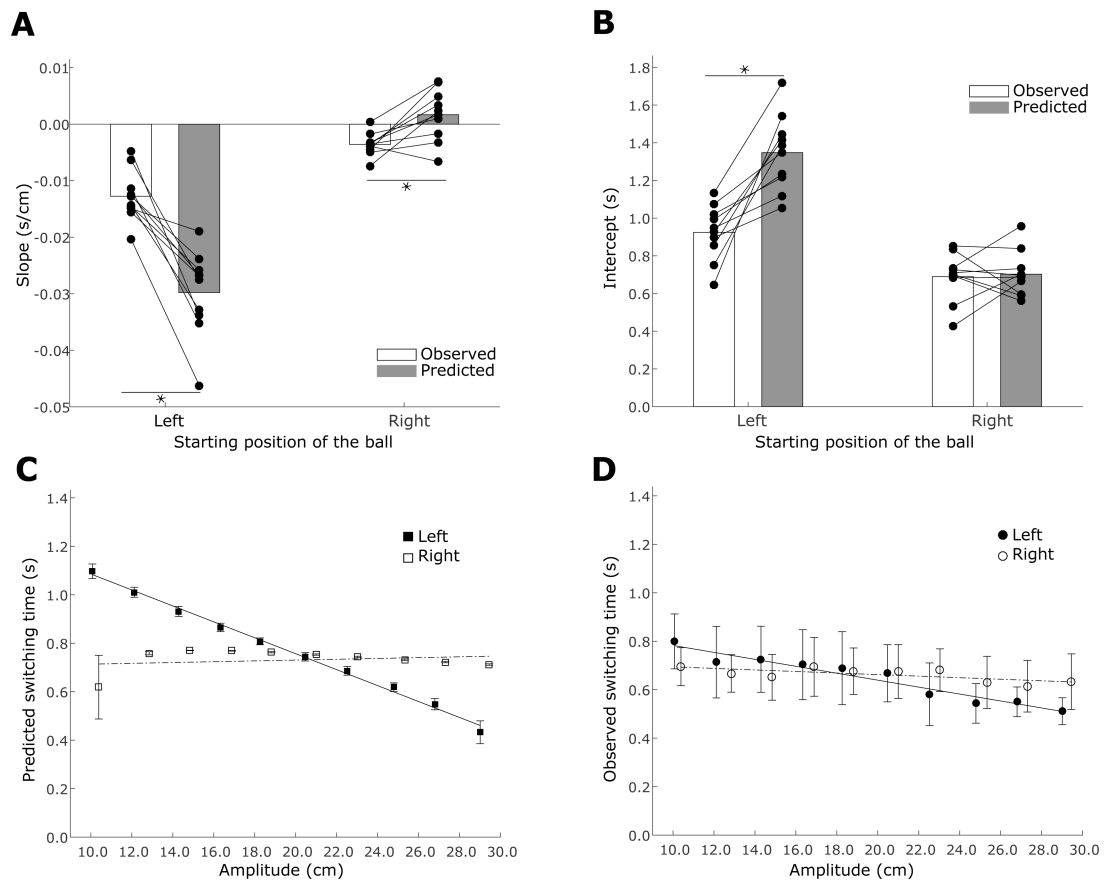 A
0.01
0.00
-0.01
-0.02
-0.03
-0.04
-0.05
Slope (s/cm)
*
*
Observed
Predicted
Left
Right
Starting position of the ball
B
1.8
1.6
1.4
1.2
1.0
0.8
0.6
0.4
0.2
0.0
Intercept (s)
*
Observed
Predicted
Left
Right
Starting position of the ball
C
1.4
1.2
1.0
0.8
0.6
0.4
0.2
0.0
Predicted switching time (s)
Left
Right
10.0 12.0 14.0 16.0 18.0 20.0 22.0 24.0 26.0 28.0 30.0
Amplitude (cm)
D
1.4
1.2
1.0
0.8
0.6
0.4
0.2
0.0
Observed switching time (s)
Left
Right
10.0 12.0 14.0 16.0 18.0 20.0 22.0 24.0 26.0 28.0 30.0
Amplitude (cm)